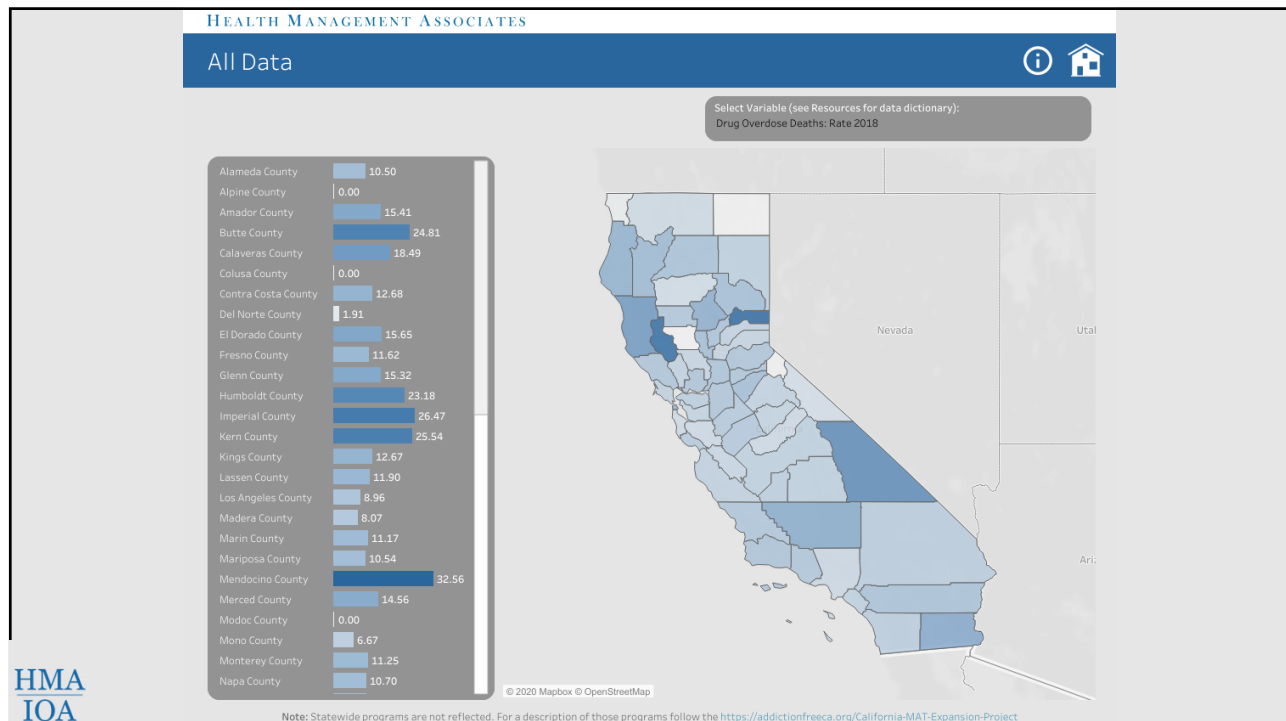 HEALTH MANAGEMENT ASSOCIATES
All Data
Select Variable (see Resources for data dictionary):
Drug Overdose Deaths: Rate 2018
Alameda County 10.50
Alpine County 0.00
Amador County 15.41
Butte County 24.81
Calaveras County 18.49
Colusa County 0.00
Contra Costa County 12.68
Del Norte County 1.91
El Dorado County 15.65
Fresno County 11.62
Glenn County 15.32
Humboldt County 23.18
Imperial County 26.47
Kern County 25.54
Kings County 12.67
Lassen County 11.90
Los Angeles County 8.96
Madera County 8.07
Marin County 11.17
Mariposa County 10.54
Mendocino County 32.56
Merced County 14.56
Modoc County 0.00
Mono County 6.67
Monterey County 11.25
Napa County 10.70
Nevada
Utal
Ari
© 2020 Mapbox © OpenStreetMap
Note: Statewide programs are not reflected. For a description of those programs follow the https://addictionfreeca.org/California-MAT-Expansion-Project
HMA
IOA